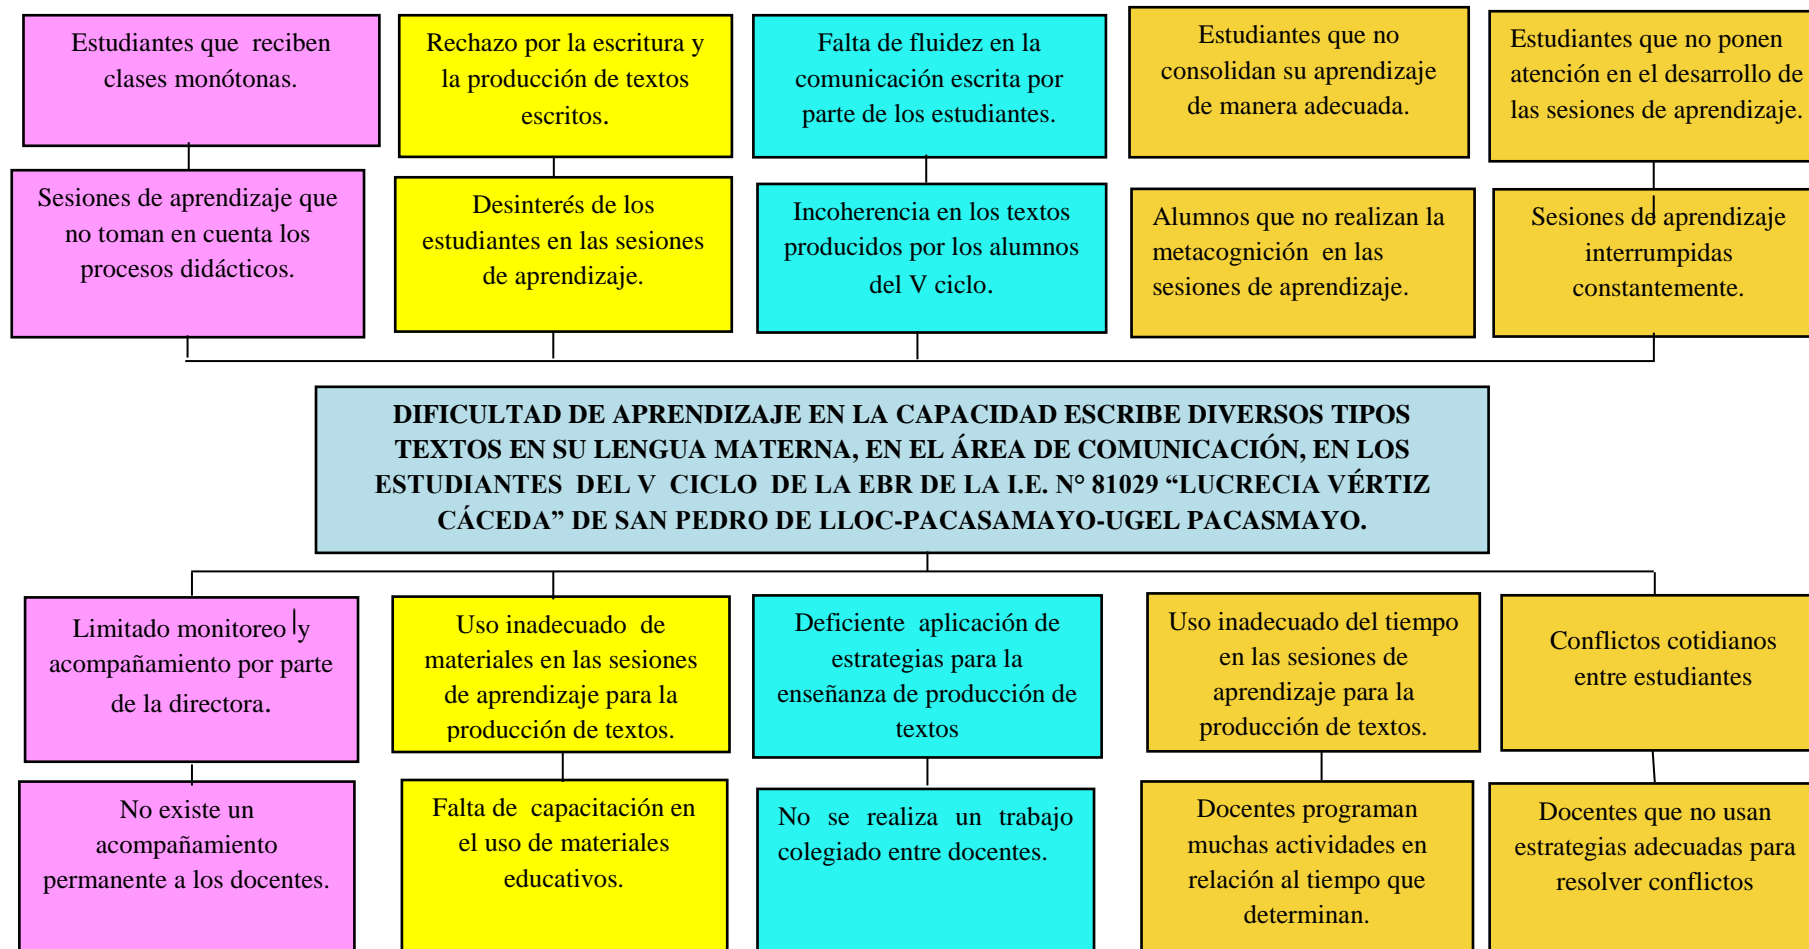 Estudiantes que reciben
clases monótonas.
Rechazo por la escritura y
la producción de textos
escritos.
Falta de fluidez en la
comunicación escrita por
parte de los estudiantes.
Estudiantes que no
consolidan su aprendizaje
de manera adecuada.
Estudiantes que no ponen
atención en el desarrollo de
las sesiones de aprendizaje.
Sesiones de aprendizaje que
no toman en cuenta los
procesos didácticos.
Desinterés de los
estudiantes en las sesiones
de aprendizaje.
Incoherencia en los textos
producidos por los alumnos
del V ciclo.
Alumnos que no realizan la
metacognición en las
sesiones de aprendizaje.
Sesiones de aprendizaje
interrumpidas
constantemente.
DIFICULTAD DE APRENDIZAJE EN LA CAPACIDAD ESCRIBE DIVERSOS TIPOS
TEXTOS EN SU LENGUA MATERNA, EN EL ÁREA DE COMUNICACIÓN, EN LOS
ESTUDIANTES DEL V CICLO DE LA EBR DE LA I.E. N° 81029 “LUCRECIA VÉRTIZ
CÁCEDA” DE SAN PEDRO DE LLOC-PACASAMAYO-UGEL PACASMAYO.
Limitado monitoreo y
acompañamiento por parte
de la directora.
Uso inadecuado de
materiales en las sesiones
de aprendizaje para la
producción de textos.
Deficiente aplicación de
estrategias para la
enseñanza de producción de
textos
Uso inadecuado del tiempo
en las sesiones de
aprendizaje para la
producción de textos.
Conflictos cotidianos
entre estudiantes
No existe un
acompañamiento
permanente a los docentes.
Falta de capacitación en
el uso de materiales
educativos.
No se realiza un trabajo
colegiado entre docentes.
Docentes programan
muchas actividades en
relación al tiempo que
determinan.
Docentes que no usan
estrategias adecuadas para
resolver conflictos